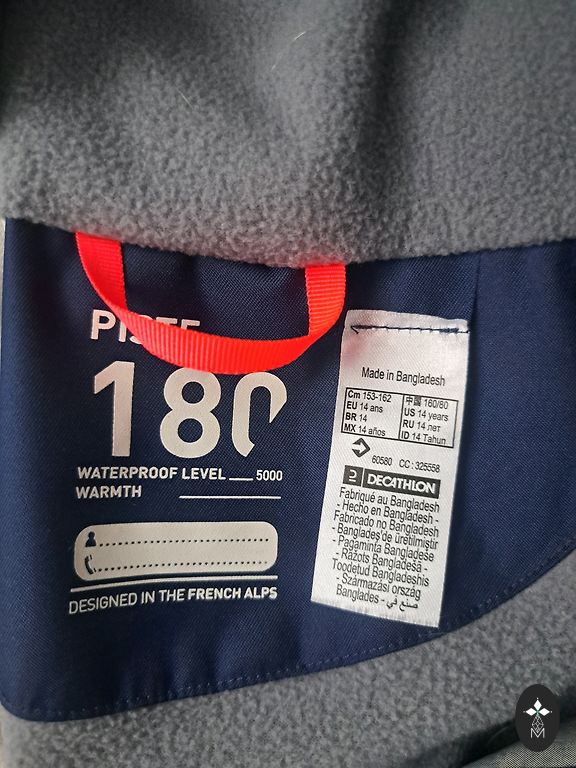 PISTE
180
WATERPROOF LEVEL 5000
WARMTH
DESIGNED IN THE FRENCH ALPS
Made in Bangladesh
Cm 153-162
EU 14 ans
BR 14
MX 14 años
中国 160/80
US 14 years
RU 14 лет
ID 14 Tahun
60580 CC : 325558
DECATHLON
Fabriqué au Bangladesh
- Hecho en Bangladesh -
Fabricado no Bangladesh
- Bangladeş'de üretilmiştir
- Pagaminta Bangladeše
- Ražots Bangladešā -
Toodetud Bangladeshis
- Származási ország
Banglades - صنع في
M